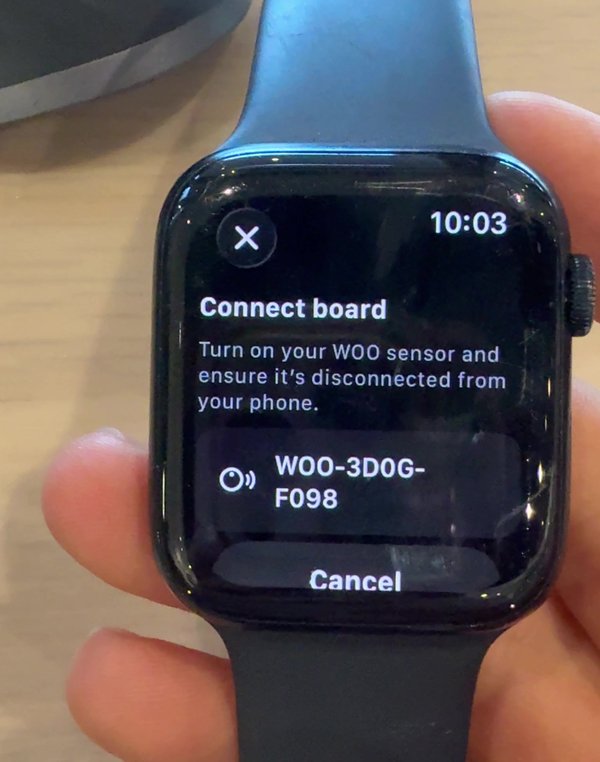 10:03
Connect board
Turn on your WOO sensor and
ensure it's disconnected from
your phone.
WOO-3D0G-
F098
Cancel